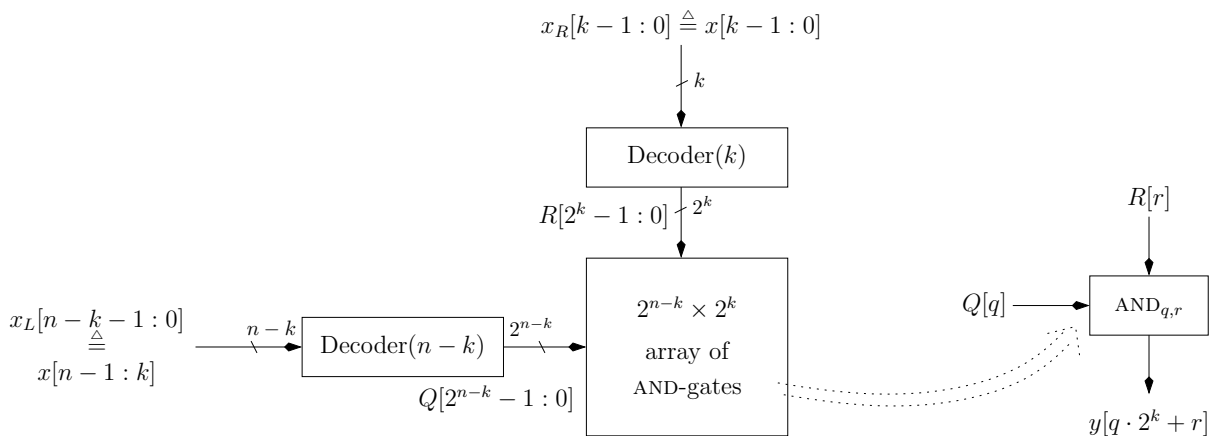 x_R[k − 1 : 0] ≜ x[k − 1 : 0]
k
Decoder(k)
R[2^k − 1 : 0]
2^k
R[r]
x_L[n − k − 1 : 0]
≜
x[n − 1 : k]
n − k
Decoder(n − k)
2^{n−k}
Q[2^{n−k} − 1 : 0]
2^{n−k} × 2^k
array of
AND-gates
Q[q]
AND_{q,r}
y[q · 2^k + r]